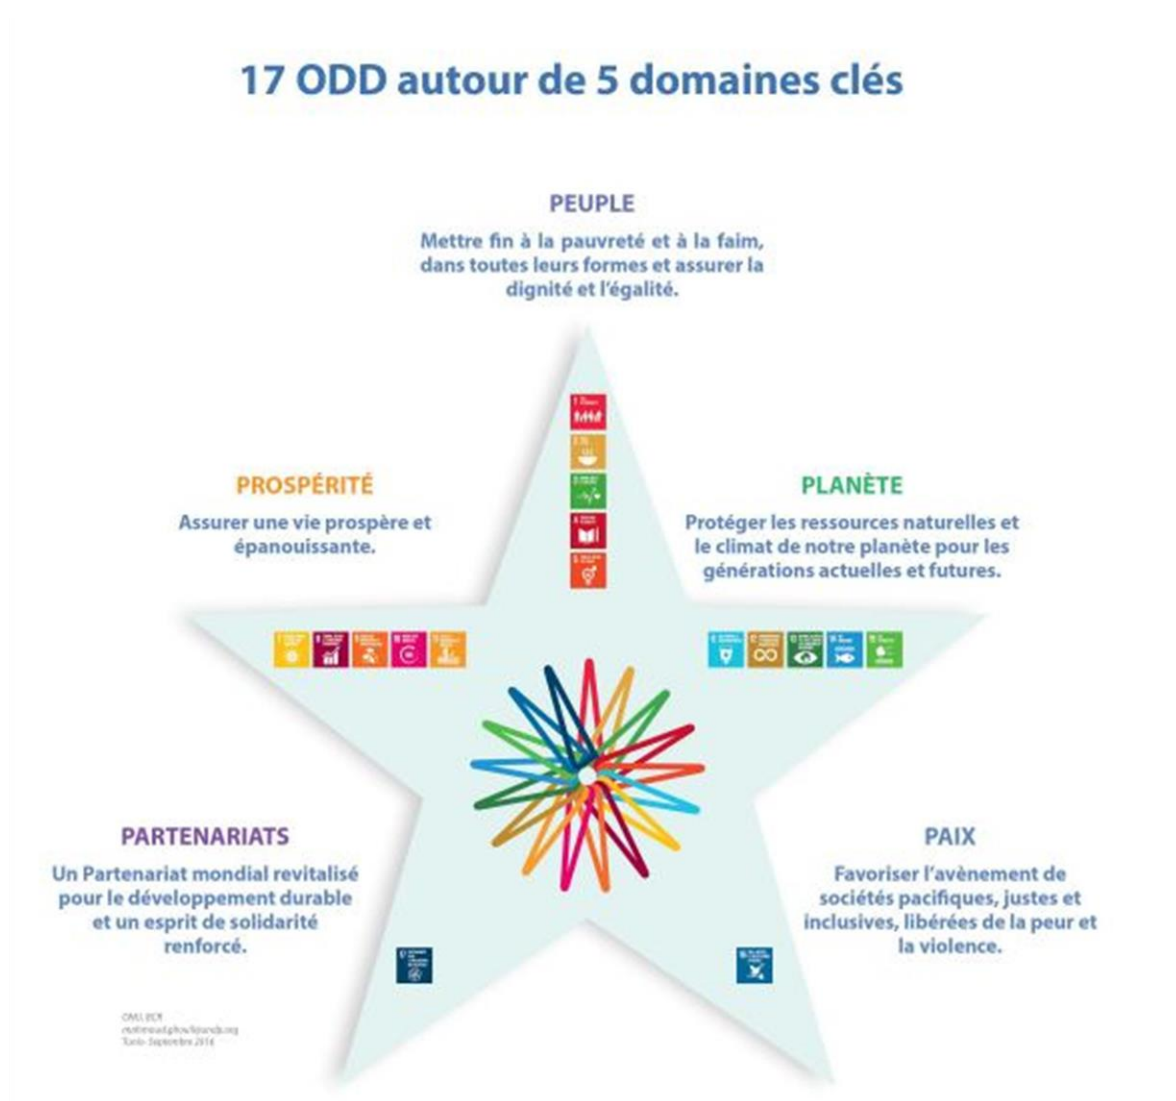 17 ODD autour de 5 domaines clés
PEUPLE
Mettre fin à la pauvreté et à la faim,
dans toutes leurs formes et assurer la
dignité et l'égalité.
PROSPÉRITÉ
Assurer une vie prospère et
épanouissante.
PLANÈTE
Protéger les ressources naturelles et
le climat de notre planète pour les
générations actuelles et futures.
PARTENARIATS
Un Partenariat mondial revitalisé
pour le développement durable
et un esprit de solidarité
renforcé.
PAIX
Favoriser l'avènement de
sociétés pacifiques, justes et
inclusives, libérées de la peur et
la violence.
Tunis- Septembre 2016